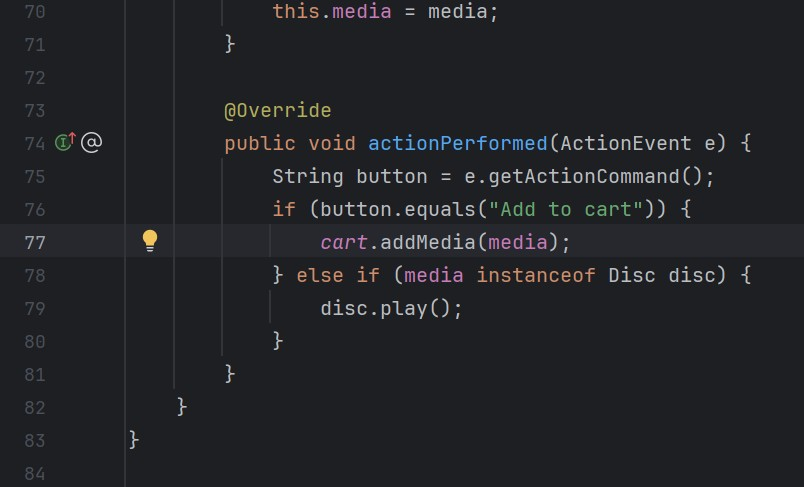 70 this.media = media;
71 }
72
73 @Override
74 public void actionPerformed(ActionEvent e) {
75 String button = e.getActionCommand();
76 if (button.equals("Add to cart")) {
77 cart.addMedia(media);
78 } else if (media instanceof Disc disc) {
79 disc.play();
80 }
81 }
82 }
83 }
84